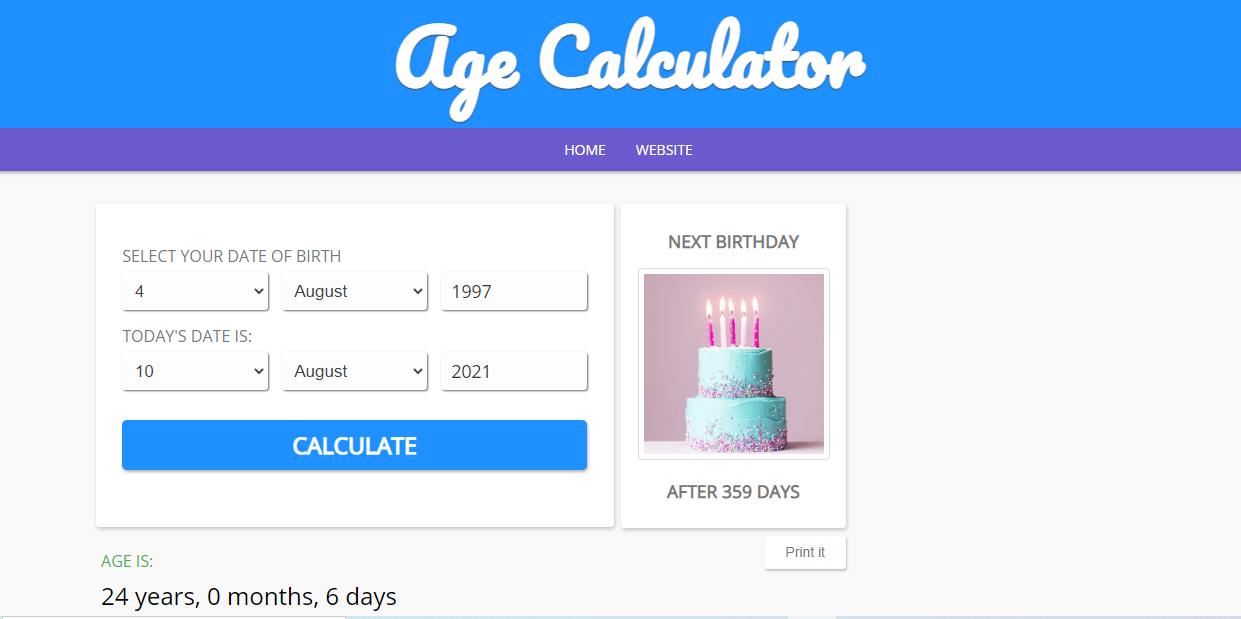 Age Calculator
HOME WEBSITE
SELECT YOUR DATE OF BIRTH
4 August 1997
TODAY'S DATE IS:
10 August 2021
CALCULATE
NEXT BIRTHDAY
AFTER 359 DAYS
Print it
AGE IS:
24 years, 0 months, 6 days